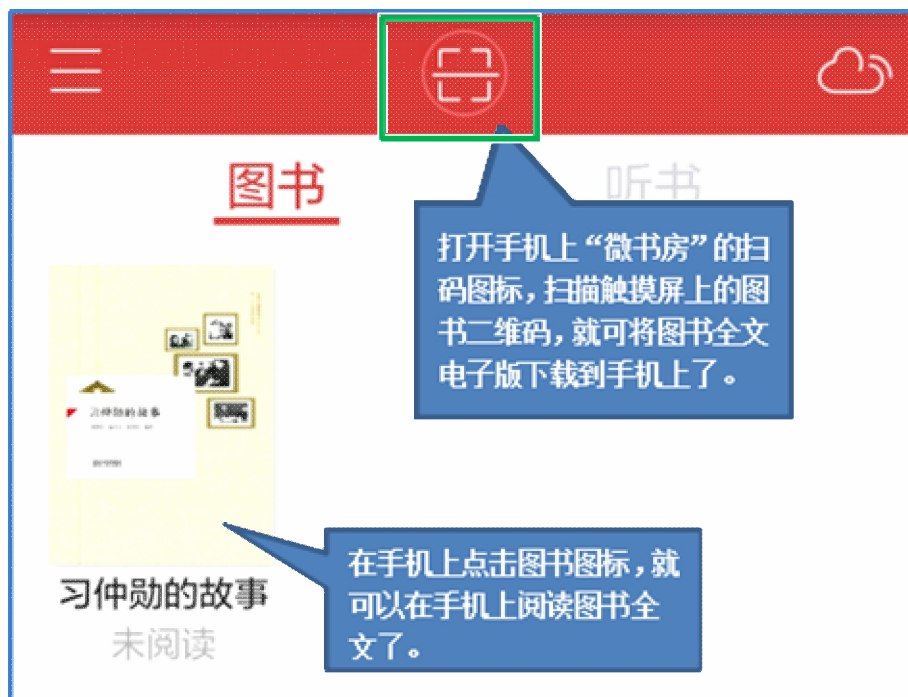 图书
听书
打开手机上“微书房”的扫
码图标，扫描触摸屏上的图
书二维码，就可将图书全文
电子版下载到手机上了。
习仲勋的故事
习仲勋的故事
未阅读
在手机上点击图书图标，就
可以在手机上阅读图书全
文了。